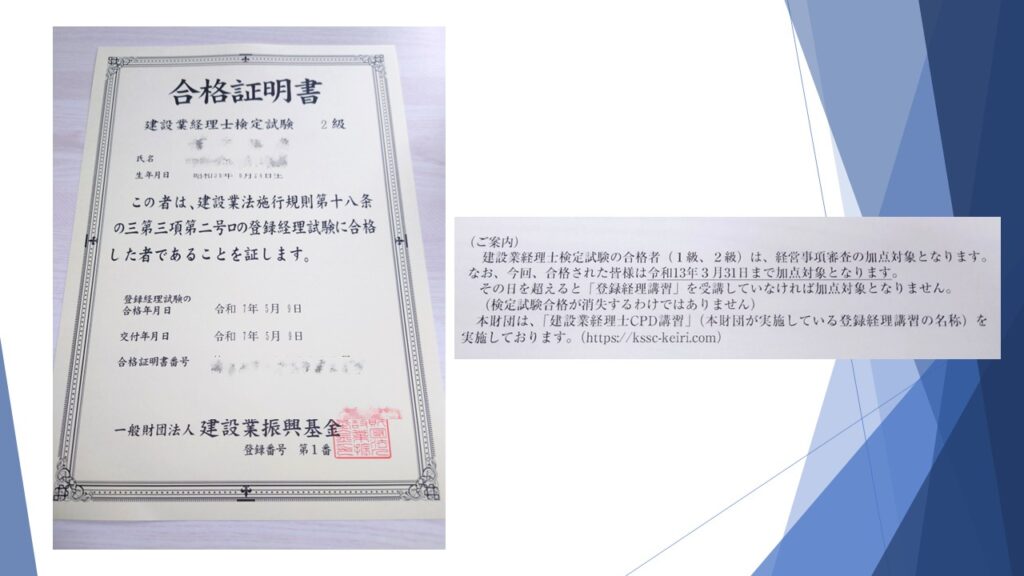 合格証明書
建設業経理士検定試験 2級
氏名
生年月日
この者は、建設業法施行規則第十八条
の三第三項第二号ロの登録経理試験に合格
した者であることを証します。
登録経理試験の
合格年月日 令和 7年 5月 9日
交付年月日 令和 7年 5月 9日
合格証明書番号
一般財団法人 建設業振興基金
登録番号 第1番
（ご案内）
建設業経理士検定試験の合格者（１級、２級）は、経営事項審査の加点対象となります。
なお、今回、合格された皆様は令和13年３月31日まで加点対象となります。
その日を超えると「登録経理講習」を受講していなければ加点対象となりません。
（検定試験合格が消失するわけではありません）
本財団は、「建設業経理士CPD講習」（本財団が実施している登録経理講習の名称）を
実施しております。（https://kssc-keiri.com）